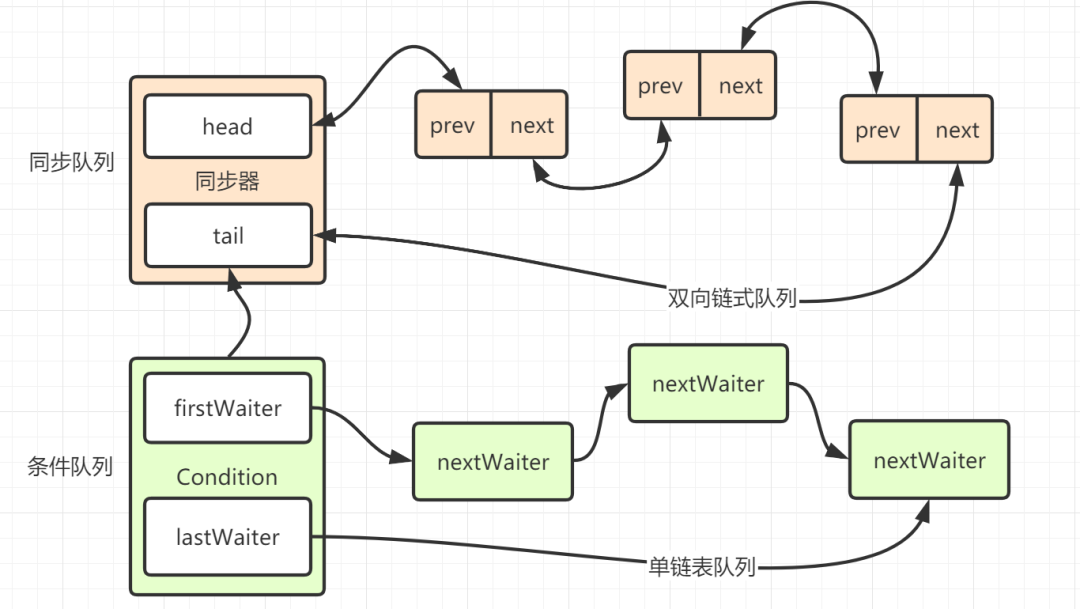 同步队列
head
同步器
tail
prev
next
prev
next
prev
next
双向链式队列
条件队列
firstWaiter
Condition
lastWaiter
nextWaiter
nextWaiter
nextWaiter
单链表队列